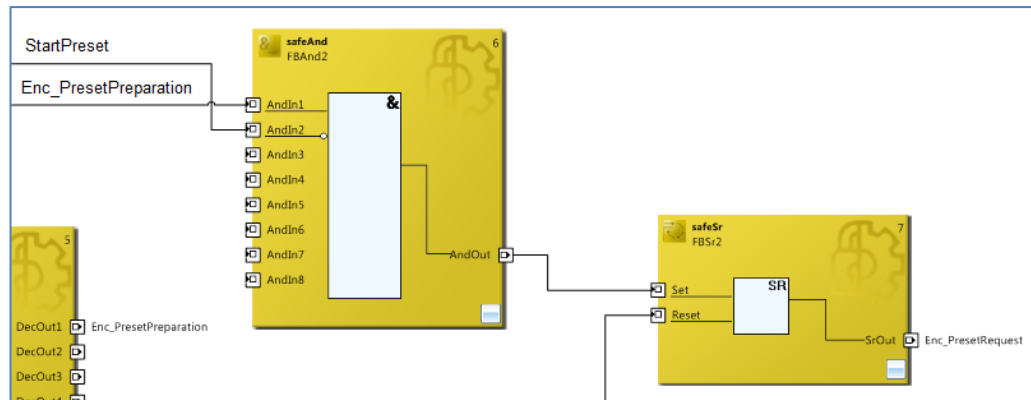 StartPreset
Enc_PresetPreparation
&
safeAnd
FBAnd2
6
AndIn1
&
AndIn2
AndIn3
AndIn4
AndIn5
AndIn6
AndIn7
AndIn8
AndOut
5
DecOut1
Enc_PresetPreparation
DecOut2
DecOut3
safeSr
FBSr2
7
Set
SR
Reset
SrOut
Enc_PresetRequest